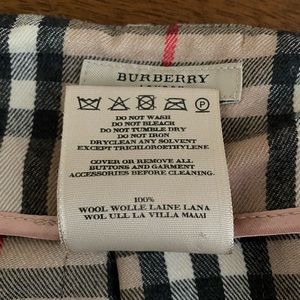 BURBERRY
LONDON
P
DO NOT WASH
DO NOT BLEACH
DO NOT TUMBLE DRY
DO NOT IRON
DRYCLEAN ANY SOLVENT
EXCEPT TRICHLOROETHYLENE
COVER OR REMOVE ALL
BUTTONS AND GARMENT
ACCESSORIES BEFORE CLEANING.
100%
WOOL WOLLE LAINE LANA
WOL ULL LA VILLA MAAAI